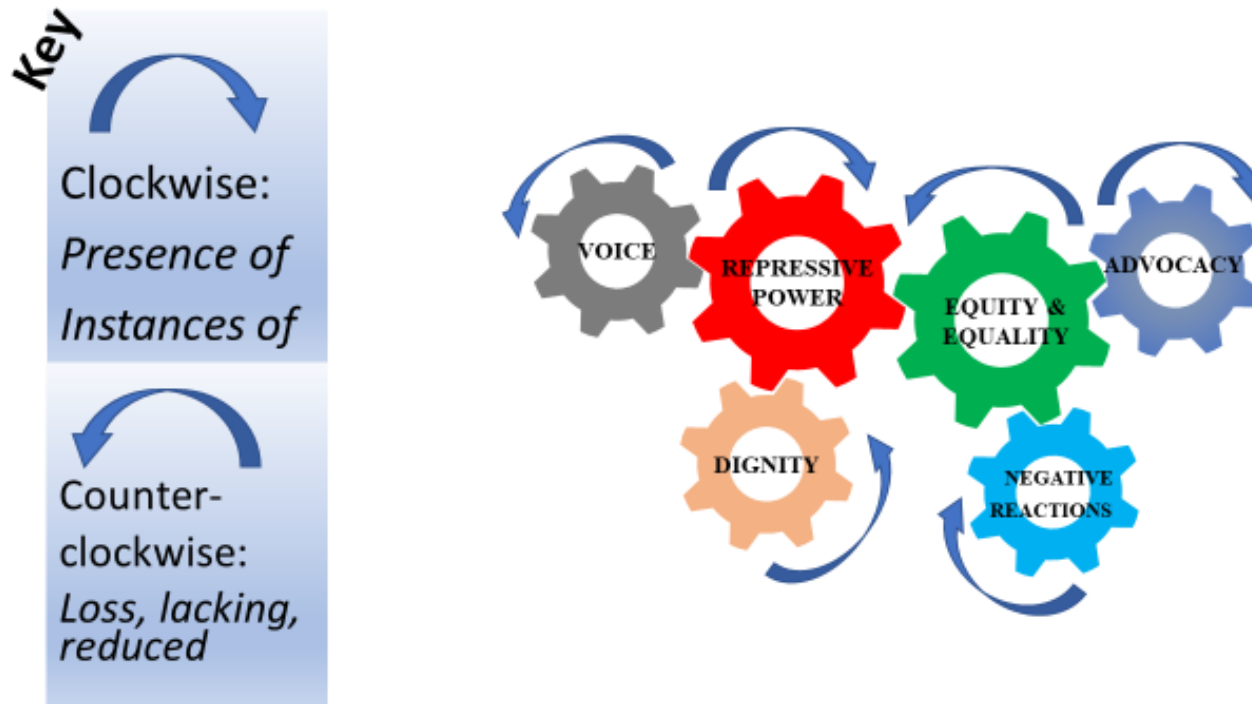 Key
Clockwise:
Presence of
Instances of
Counter-
clockwise:
Loss, lacking,
reduced
VOICE
REPRESSIVE
POWER
EQUITY &
EQUALITY
ADVOCACY
DIGNITY
NEGATIVE
REACTIONS